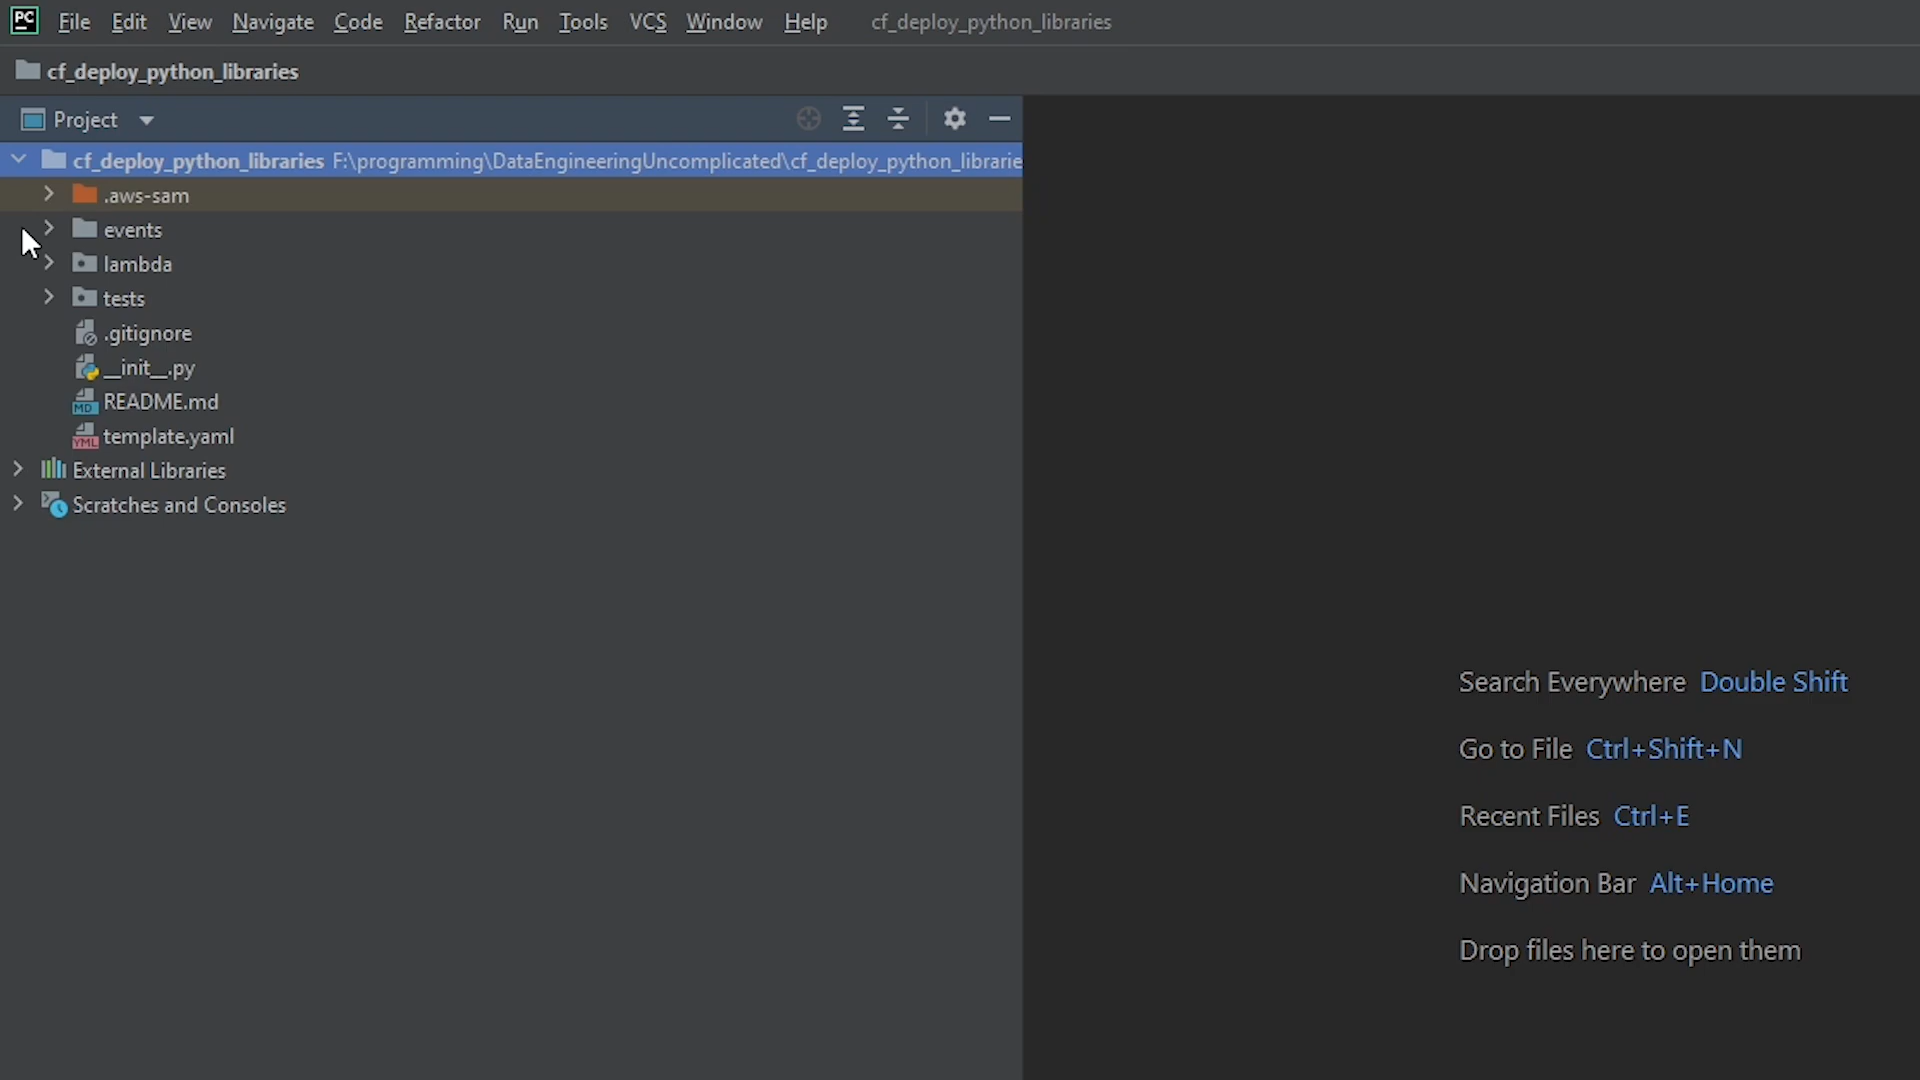 PC File Edit View Navigate Code Refactor Run Tools VCS Window Help cf_deploy_python_libraries
cf_deploy_python_libraries
Project
cf_deploy_python_libraries F:\programming\DataEngineeringUncomplicated\cf_deploy_python_librarie
.aws-sam
events
lambda
tests
.gitignore
__init__.py
MD README.md
YML template.yaml
External Libraries
Scratches and Consoles
Search Everywhere Double Shift
Go to File Ctrl+Shift+N
Recent Files Ctrl+E
Navigation Bar Alt+Home
Drop files here to open them